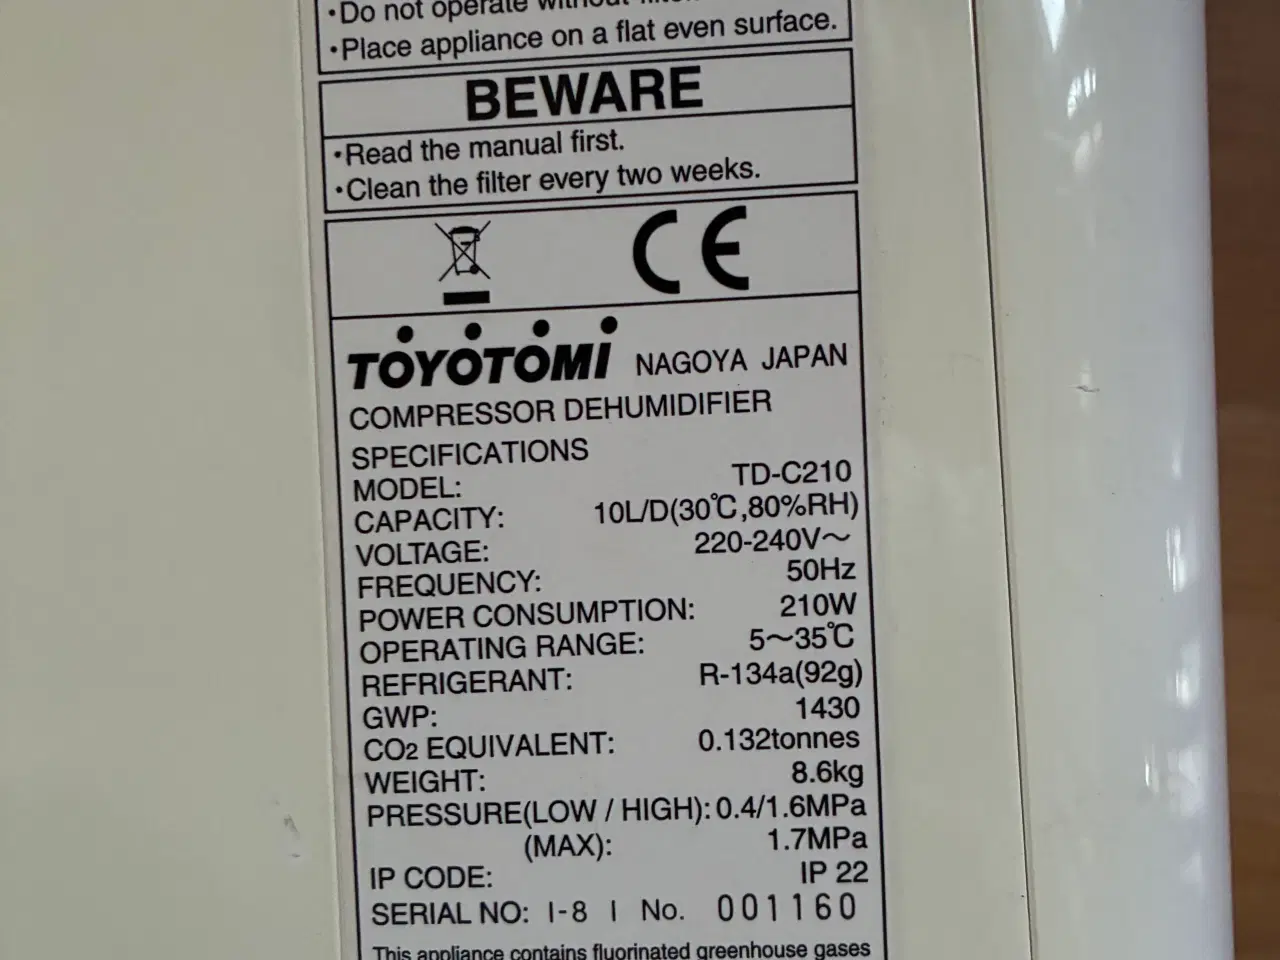 •Do not operate without
•Place appliance on a flat even surface.
BEWARE
•Read the manual first.
•Clean the filter every two weeks.
CE
TOYOTOMI NAGOYA JAPAN
COMPRESSOR DEHUMIDIFIER
SPECIFICATIONS
MODEL: TD-C210
CAPACITY: 10L/D(30℃,80%RH)
VOLTAGE: 220-240V～
FREQUENCY: 50Hz
POWER CONSUMPTION: 210W
OPERATING RANGE: 5～35℃
REFRIGERANT: R-134a(92g)
GWP: 1430
CO2 EQUIVALENT: 0.132tonnes
WEIGHT: 8.6kg
PRESSURE(LOW / HIGH): 0.4/1.6MPa
(MAX): 1.7MPa
IP CODE: IP 22
SERIAL NO: I-8 I No. 001160
This appliance contains fluorinated greenhouse gases